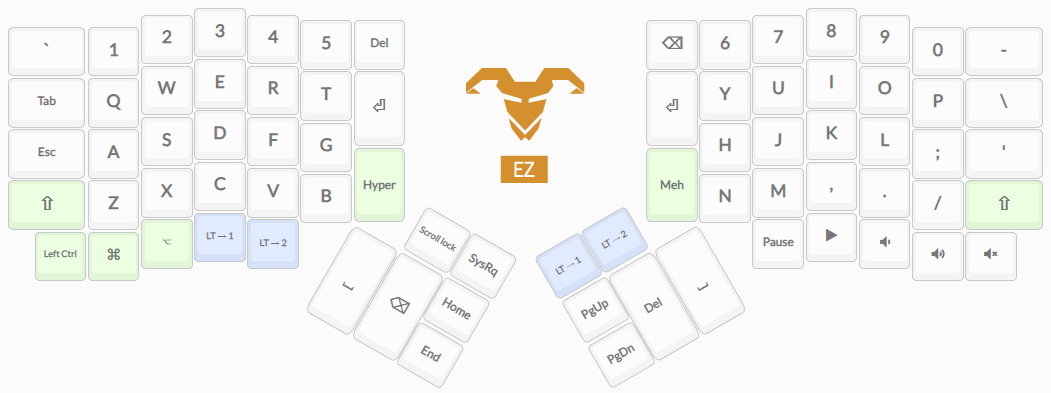 ` 1 2 3 4 5 Del
⌫ 6 7 8 9 0 -
Tab Q W E R T ⏎
⏎ Y U I O P \
Esc A S D F G
H J K L ; '
⇧ Z X C V B Hyper
Meh N M , . / ⇧
Left Ctrl ⌘ ⌥ LT→1 LT→2
Pause ▶ 🔉 🔊 🔇
EZ
Scroll lock SysRq
[ ⌫ Home
End
LT→1 LT→2
PgUp Del ]
PgDn